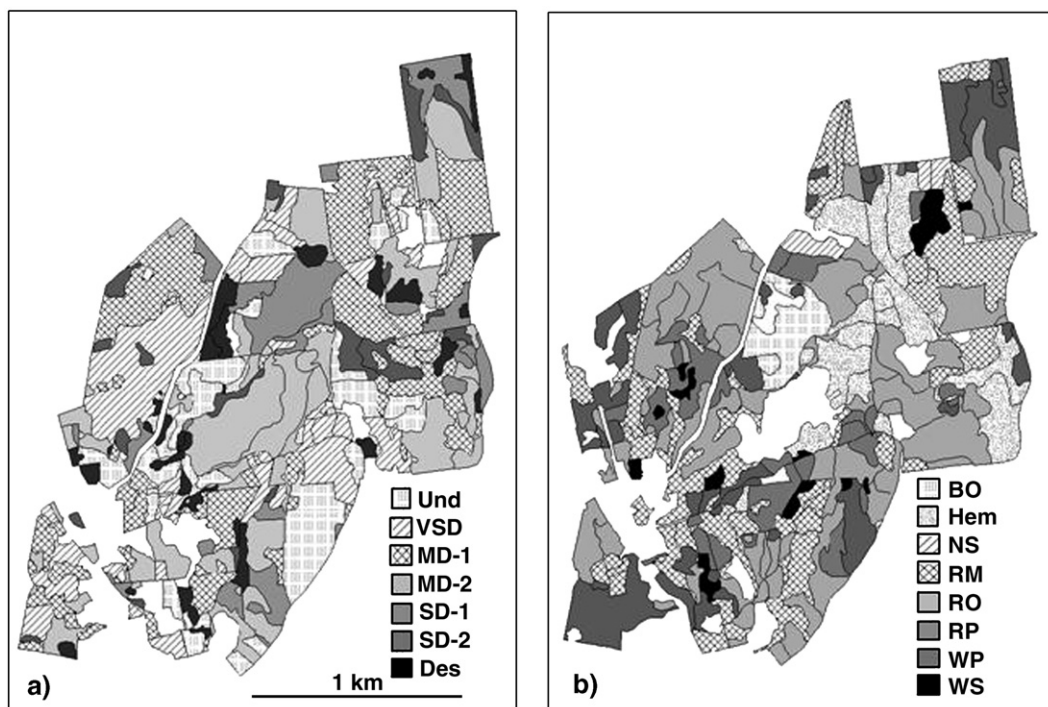 Und
VSD
MD-1
MD-2
SD-1
SD-2
Des
a)
1 km
BO
Hem
NS
RM
RO
RP
WP
WS
b)